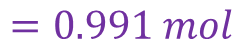 = 0.991 mol